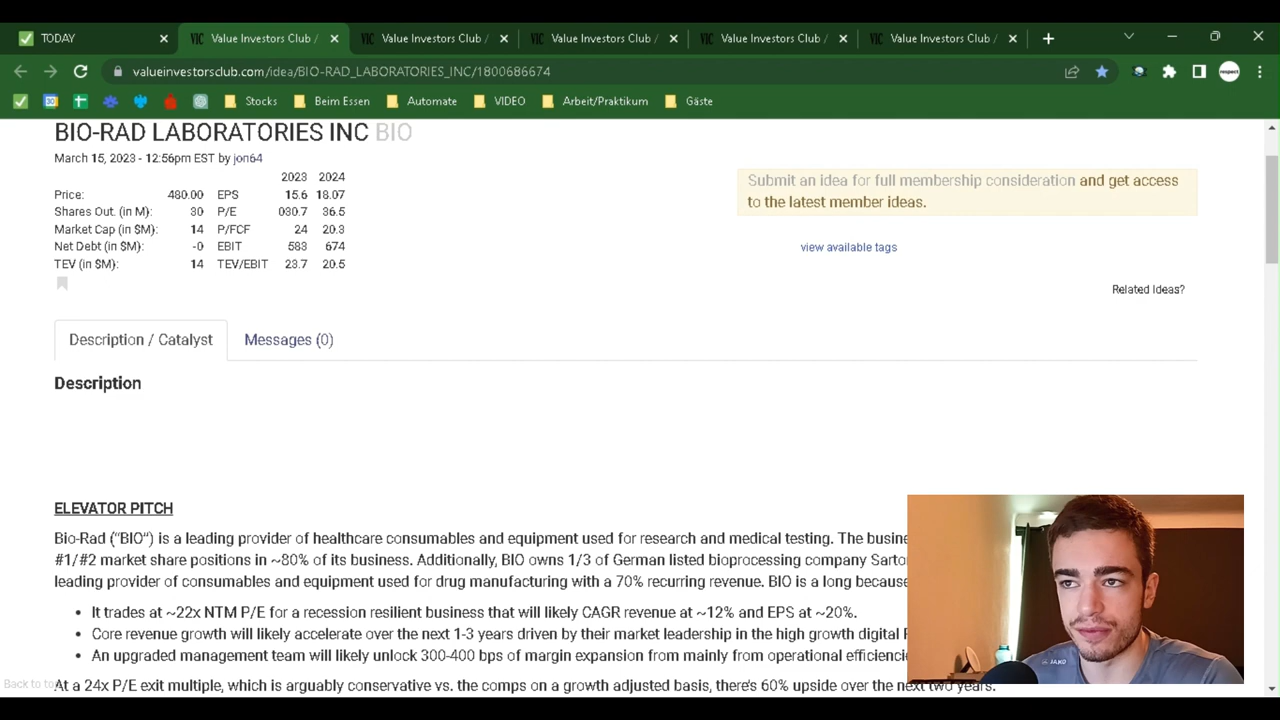 TODAY
Value Investors Club /
Value Investors Club /
Value Investors Club /
Value Investors Club /
Value Investors Club /
valueinvestorsclub.com/idea/BIO-RAD_LABORATORIES_INC/1800686674
respect
Stocks
Beim Essen
Automate
VIDEO
Arbeit/Praktikum
Gäste
BIO-RAD LABORATORIES INC BIO
March 15, 2023 - 12:56pm EST by jon64
2023 2024
Price: 480.00 EPS 15.6 18.07
Shares Out. (in M): 30 P/E 030.7 36.5
Market Cap (in $M): 14 P/FCF 24 20.3
Net Debt (in $M): -0 EBIT 583 674
TEV (in $M): 14 TEV/EBIT 23.7 20.5
Submit an idea for full membership consideration and get access
to the latest member ideas.
view available tags
Related Ideas?
Description / Catalyst
Messages (0)
Description
ELEVATOR PITCH
Bio-Rad ("BIO") is a leading provider of healthcare consumables and equipment used for research and medical testing. The busine
#1/#2 market share positions in ~80% of its business. Additionally, BIO owns 1/3 of German listed bioprocessing company Sarto
leading provider of consumables and equipment used for drug manufacturing with a 70% recurring revenue. BIO is a long because
• It trades at ~22x NTM P/E for a recession resilient business that will likely CAGR revenue at ~12% and EPS at ~20%.
• Core revenue growth will likely accelerate over the next 1-3 years driven by their market leadership in the high growth digital
• An upgraded management team will likely unlock 300-400 bps of margin expansion from mainly from operational efficienci
Back to to
At a 24x P/E exit multiple, which is arguably conservative vs. the comps on a growth adjusted basis, there's 60% upside over the next two years.
JAKO